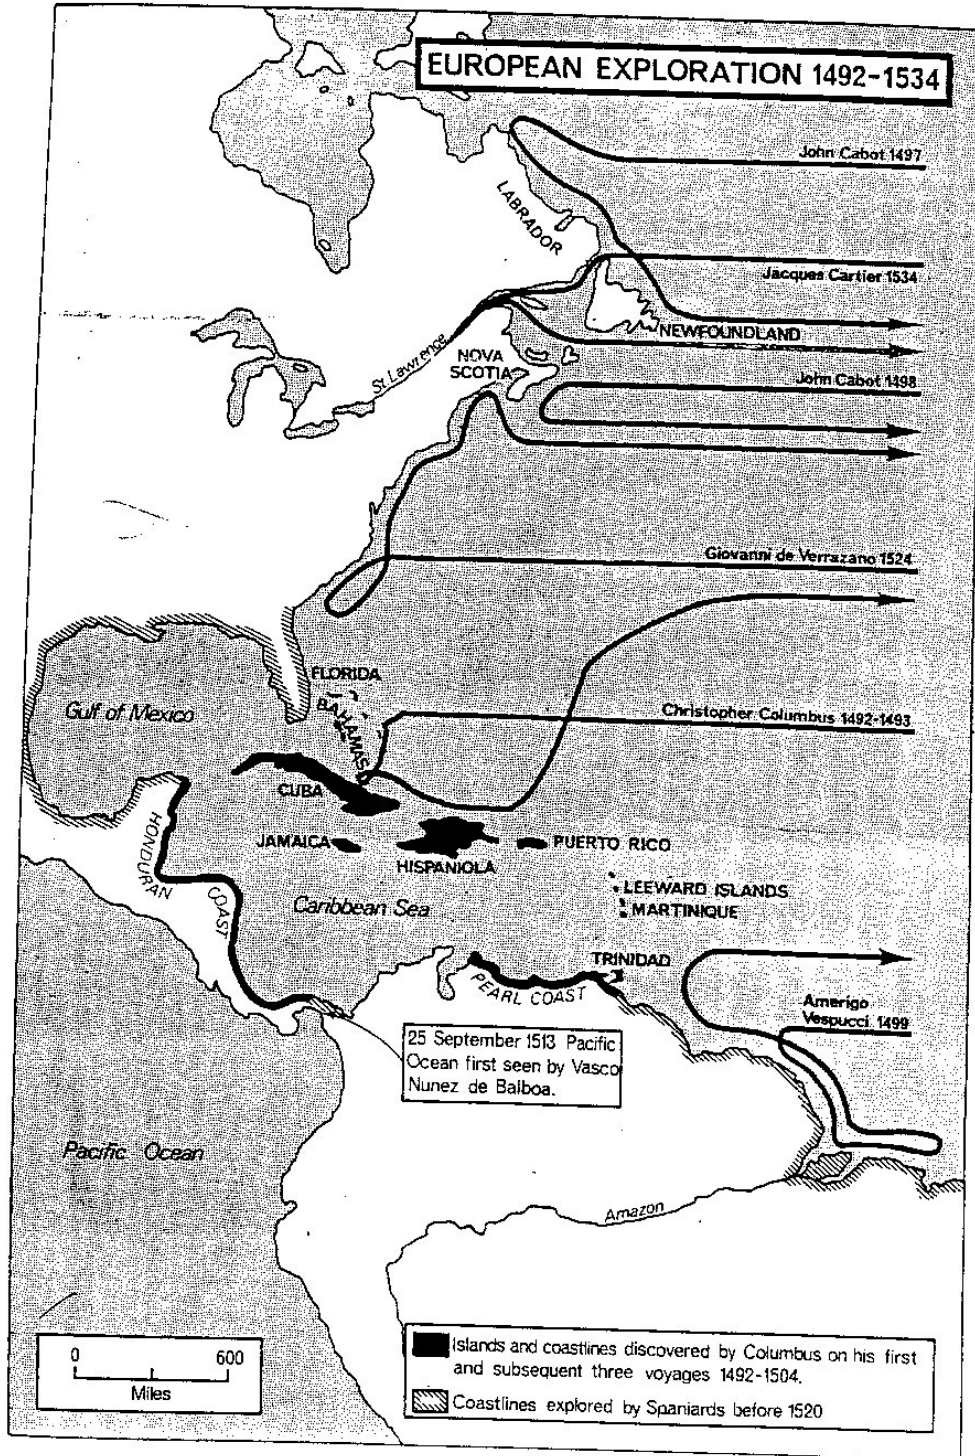 EUROPEAN EXPLORATION 1492-1534
John Cabot 1497
LABRADOR
Jacques Cartier 1534
NEWFOUNDLAND
St Lawrence
NOVA
SCOTIA
John Cabot 1498
Giovanni de Verrazano 1524
FLORIDA
BAHAMAS
Gulf of Mexico
Christopher Columbus 1492-1493
CUBA
HONDURAN
COAST
JAMAICA
HISPANIOLA
PUERTO RICO
LEEWARD ISLANDS
MARTINIQUE
Caribbean Sea
TRINIDAD
PEARL COAST
Amerigo
Vespucci 1499
25 September 1513 Pacific
Ocean first seen by Vasco
Nunez de Balboa.
Pacific Ocean
Amazon
0 600
Miles
Islands and coastlines discovered by Columbus on his first
and subsequent three voyages 1492-1504.
Coastlines explored by Spaniards before 1520